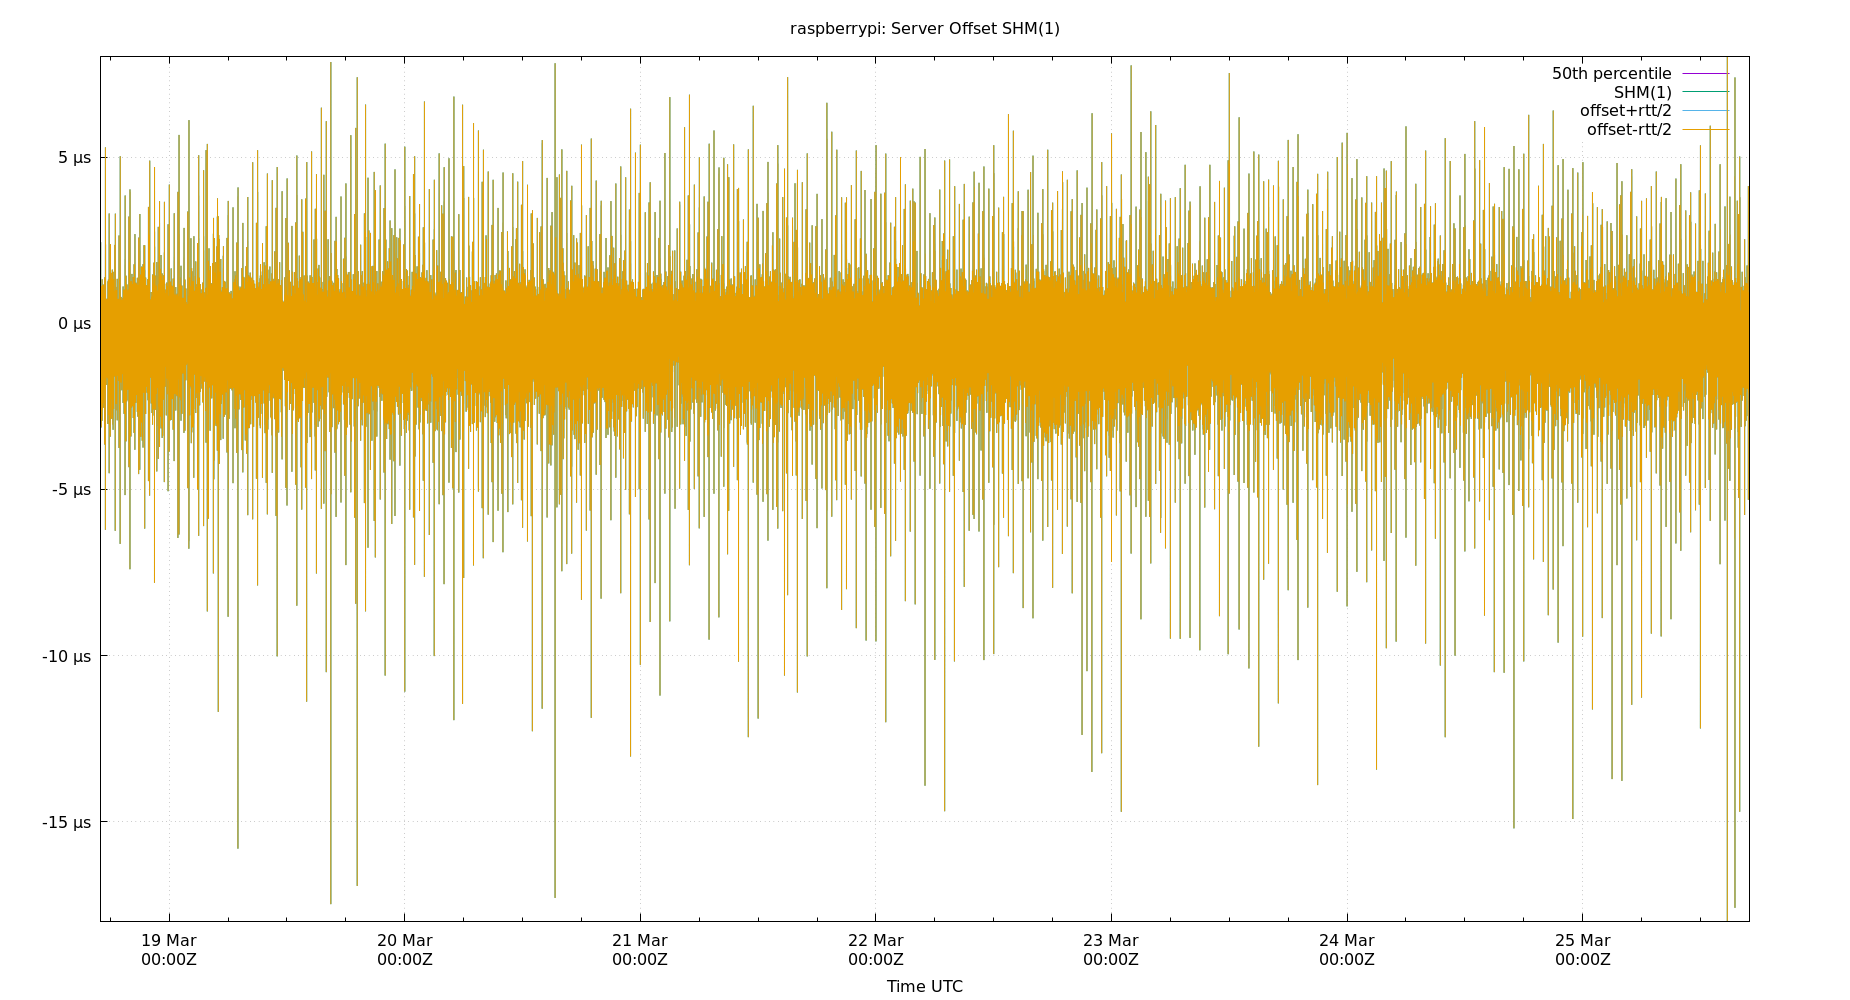 raspberrypi: Server Offset SHM(1)
50th percentile
SHM(1)
offset+rtt/2
offset-rtt/2
5 µs
0 µs
-5 µs
-10 µs
-15 µs
19 Mar 20 Mar 21 Mar 22 Mar 23 Mar 24 Mar 25 Mar
00:00Z 00:00Z 00:00Z 00:00Z 00:00Z 00:00Z 00:00Z
Time UTC